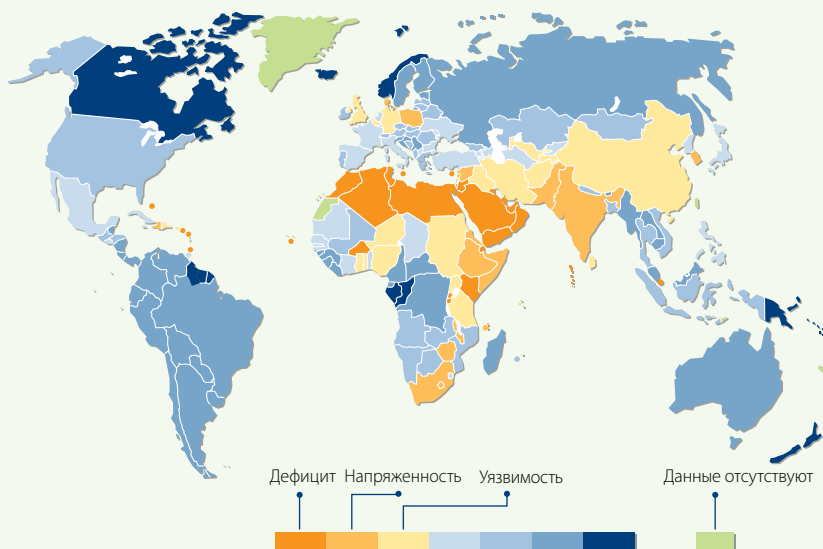 Дефицит Напряженность Уязвимость Данные отсутствуют